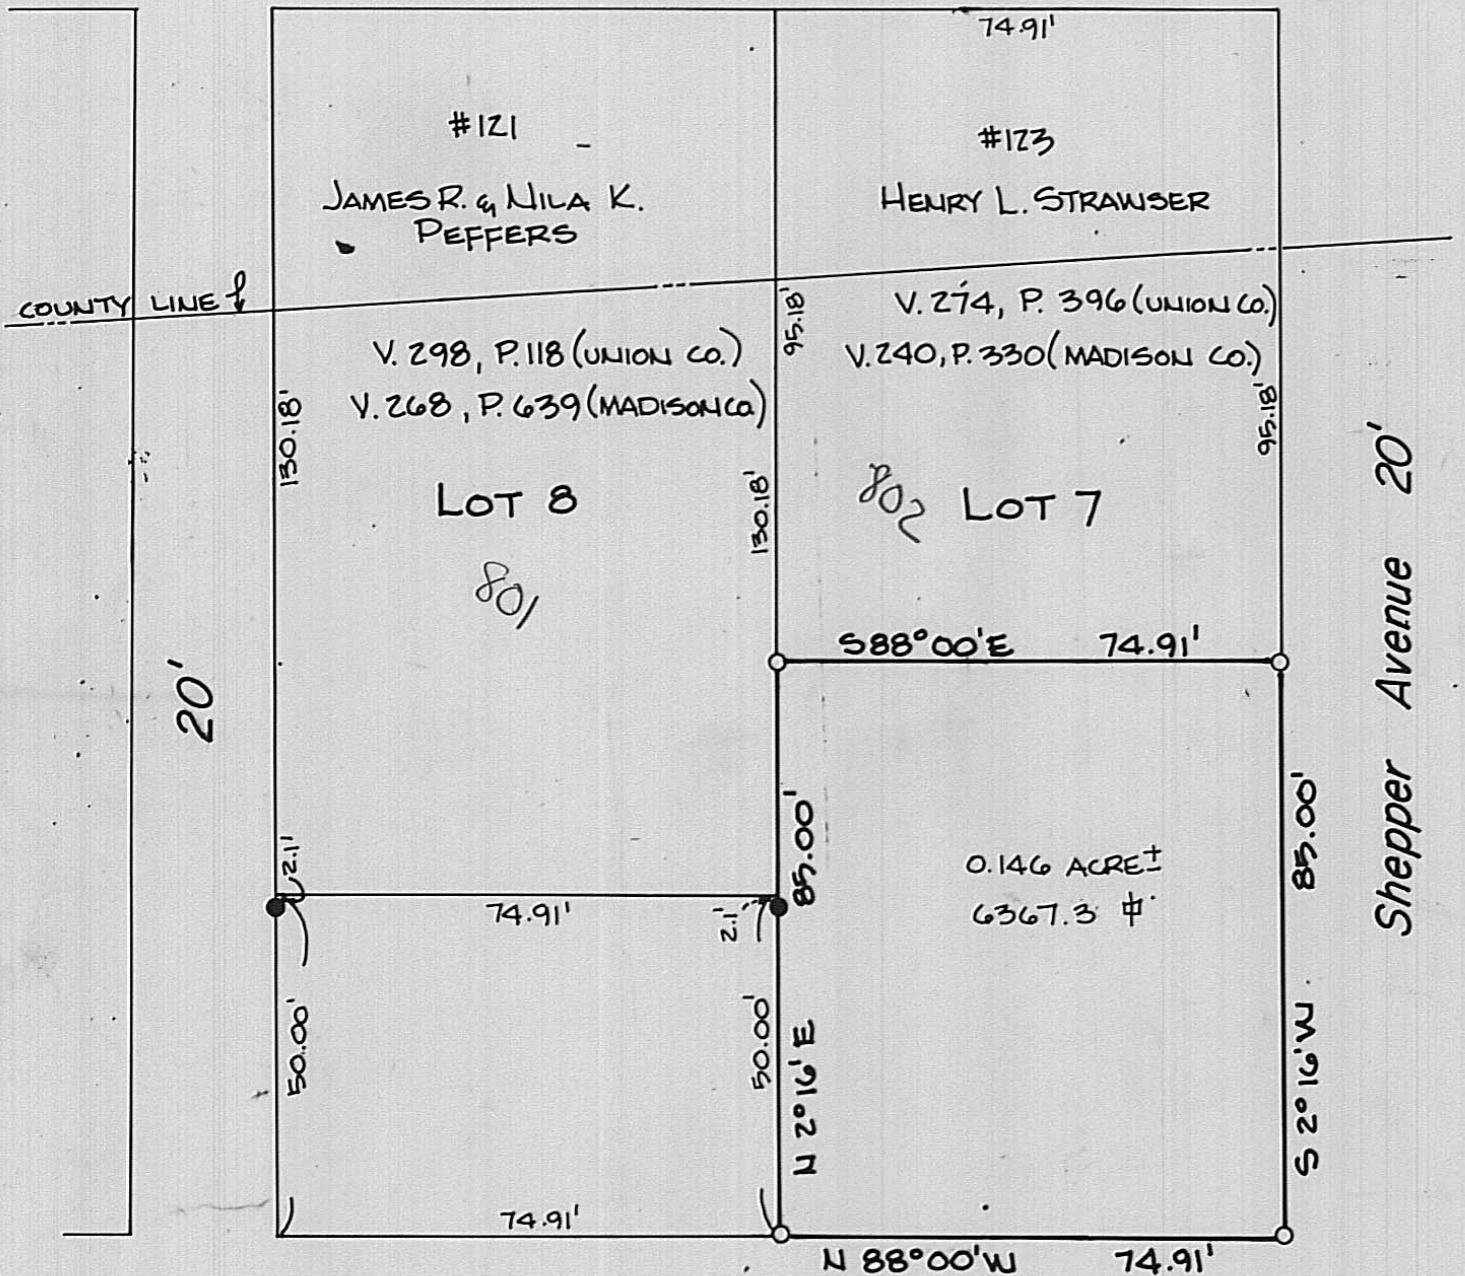 74.91'
#121
JAMES R. & NILA K.
PEFFERS
#123
HENRY L. STRAWSER
COUNTY LINE
V. 298, P. 118 (UNION CO.)
V. 268, P. 639 (MADISON CO.)
V. 274, P. 396 (UNION CO.)
V. 240, P. 330 (MADISON CO.)
95.18'
95.18'
130.18'
130.18'
LOT 8
801
802 LOT 7
S 88°00' E 74.91'
20'
Shepper Avenue 20'
2.1'
74.91'
2.1'
85.00'
0.146 ACRE±
6367.3
85.00'
50.00'
50.00'
N 2°16' E
S 2°16' W
74.91'
N 88°00' W 74.91'